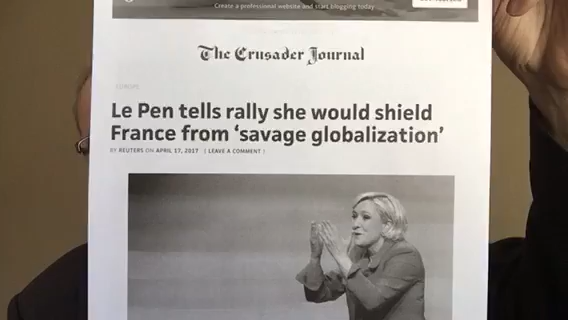 Create a professional website and start blogging today
The Crusader Journal
EUROPE
Le Pen tells rally she would shield
France from ‘savage globalization’
BY REUTERS ON APRIL 17, 2017 ( LEAVE A COMMENT )